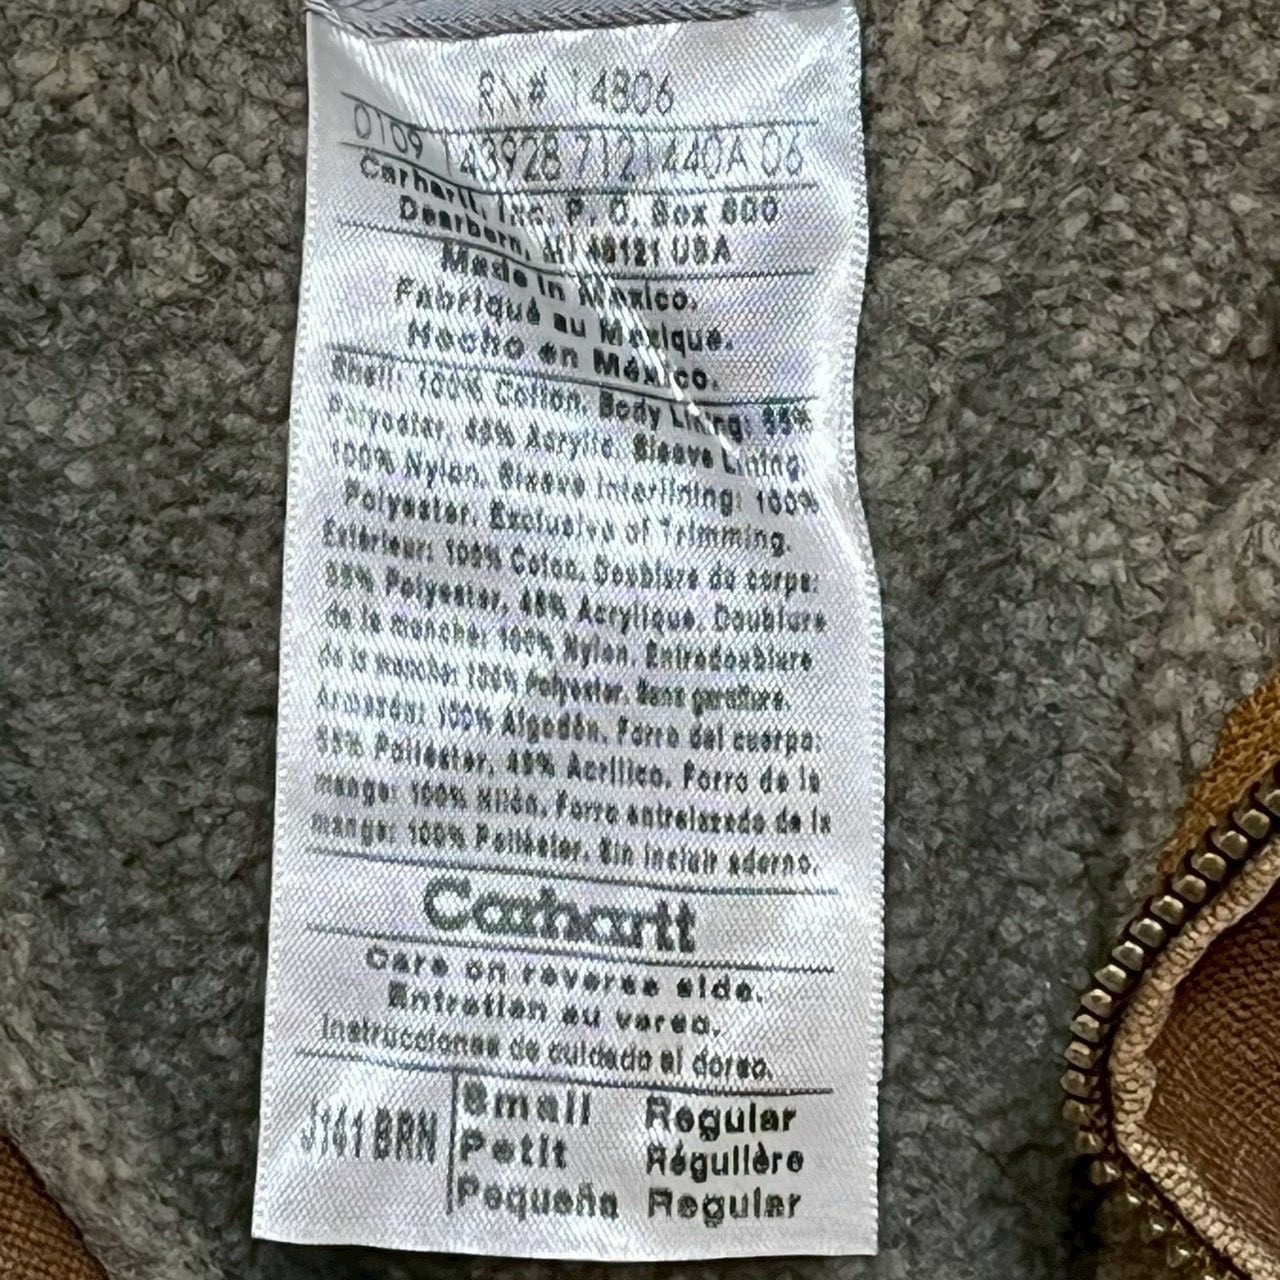 RN# 14806
0109 143928 7121440A 06
Carhartt, Inc. P. O. Box 600
Dearborn, MI 48121 USA
Made in Mexico.
Fabriqué au Mexique.
Hecho en México.
Shell: 100% Cotton. Body Lining: 55%
Polyester, 45% Acrylic. Sleeve Lining:
100% Nylon. Sleeve Interlining: 100%
Polyester. Exclusive of Trimming.
Extérieur: 100% Coton. Doublure du corps:
55% Polyester, 45% Acrylique. Doublure
de la manche: 100% Nylon. Entredoublure
de la manche: 100% Polyester. Sans garniture.
Armazón: 100% Algodón. Forro del cuerpo:
55% Poliéster, 45% Acrílico. Forro de la
manga: 100% Nilón. Forro entrelazado de la
manga: 100% Poliéster. Sin incluir adorno.
Carhartt
Care on reverse side.
Entretien au verso.
Instrucciones de cuidado al dorso.
J141 BRN
Small Regular
Petit Régulière
Pequeña Regular